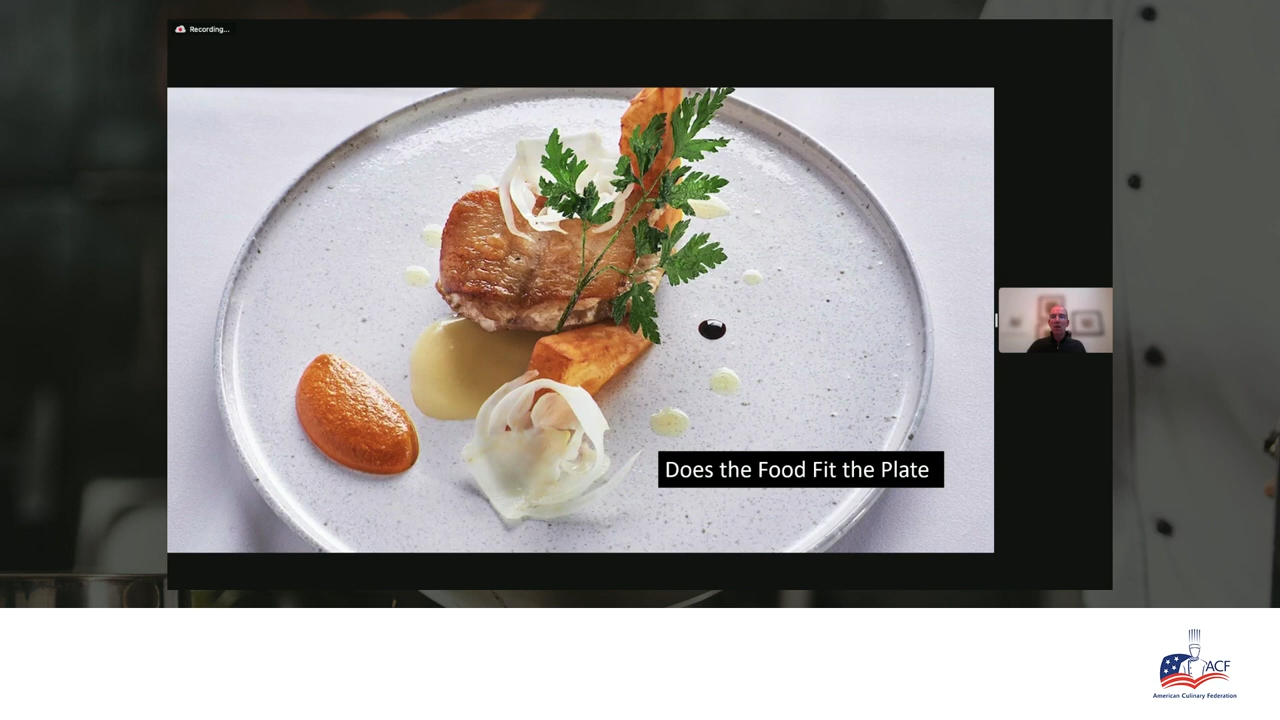 Recording...
Does the Food Fit the Plate
ACF
American Culinary Federation